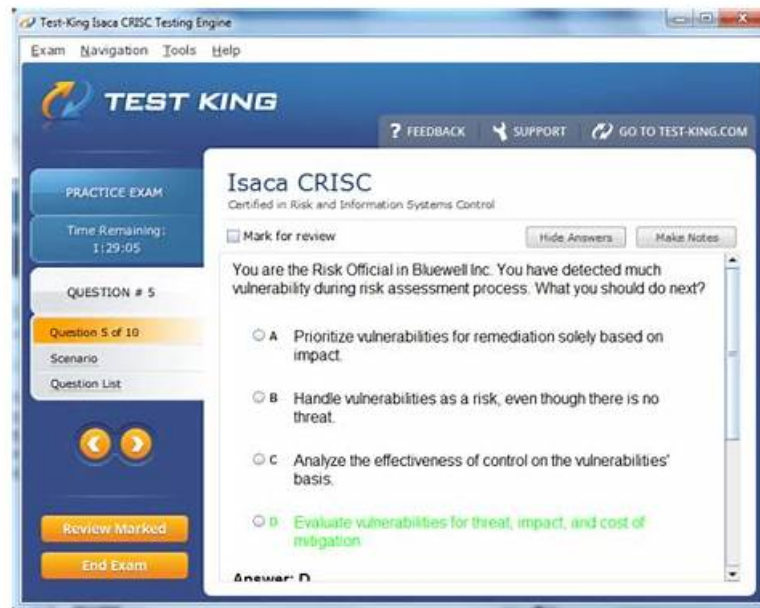 Test-King Isaca CRISC Testing Engine
Exam Navigation Tools Help
TEST KING
? FEEDBACK SUPPORT GO TO TEST-KING.COM
PRACTICE EXAM
Time Remaining:
1:29:05
QUESTION # 5
Question 5 of 10
Scenario
Question List
Review Marked
End Exam
Isaca CRISC
Certified in Risk and Information Systems Control
Mark for review
Hide Answers Make Notes
You are the Risk Official in Bluewell Inc. You have detected much
vulnerability during risk assessment process. What you should do next?
A Prioritize vulnerabilities for remediation solely based on
impact.
B Handle vulnerabilities as a risk, even though there is no
threat.
C Analyze the effectiveness of control on the vulnerabilities'
basis.
D Evaluate vulnerabilities for threat, impact, and cost of
mitigation
Answer: D